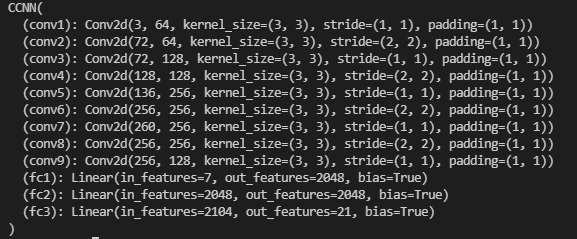 CCNN(
(conv1): Conv2d(3, 64, kernel_size=(3, 3), stride=(1, 1), padding=(1, 1))
(conv2): Conv2d(72, 64, kernel_size=(3, 3), stride=(2, 2), padding=(1, 1))
(conv3): Conv2d(72, 128, kernel_size=(3, 3), stride=(1, 1), padding=(1, 1))
(conv4): Conv2d(128, 128, kernel_size=(3, 3), stride=(2, 2), padding=(1, 1))
(conv5): Conv2d(136, 256, kernel_size=(3, 3), stride=(1, 1), padding=(1, 1))
(conv6): Conv2d(256, 256, kernel_size=(3, 3), stride=(2, 2), padding=(1, 1))
(conv7): Conv2d(260, 256, kernel_size=(3, 3), stride=(1, 1), padding=(1, 1))
(conv8): Conv2d(256, 256, kernel_size=(3, 3), stride=(2, 2), padding=(1, 1))
(conv9): Conv2d(256, 128, kernel_size=(3, 3), stride=(1, 1), padding=(1, 1))
(fc1): Linear(in_features=7, out_features=2048, bias=True)
(fc2): Linear(in_features=2048, out_features=2048, bias=True)
(fc3): Linear(in_features=2104, out_features=21, bias=True)
)